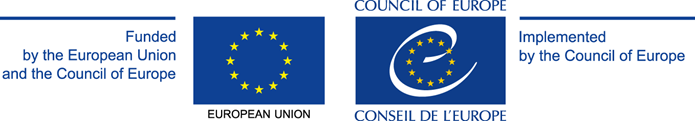 Funded
by the European Union
and the Council of Europe
EUROPEAN UNION
COUNCIL OF EUROPE
CONSEIL DE L'EUROPE
Implemented
by the Council of Europe